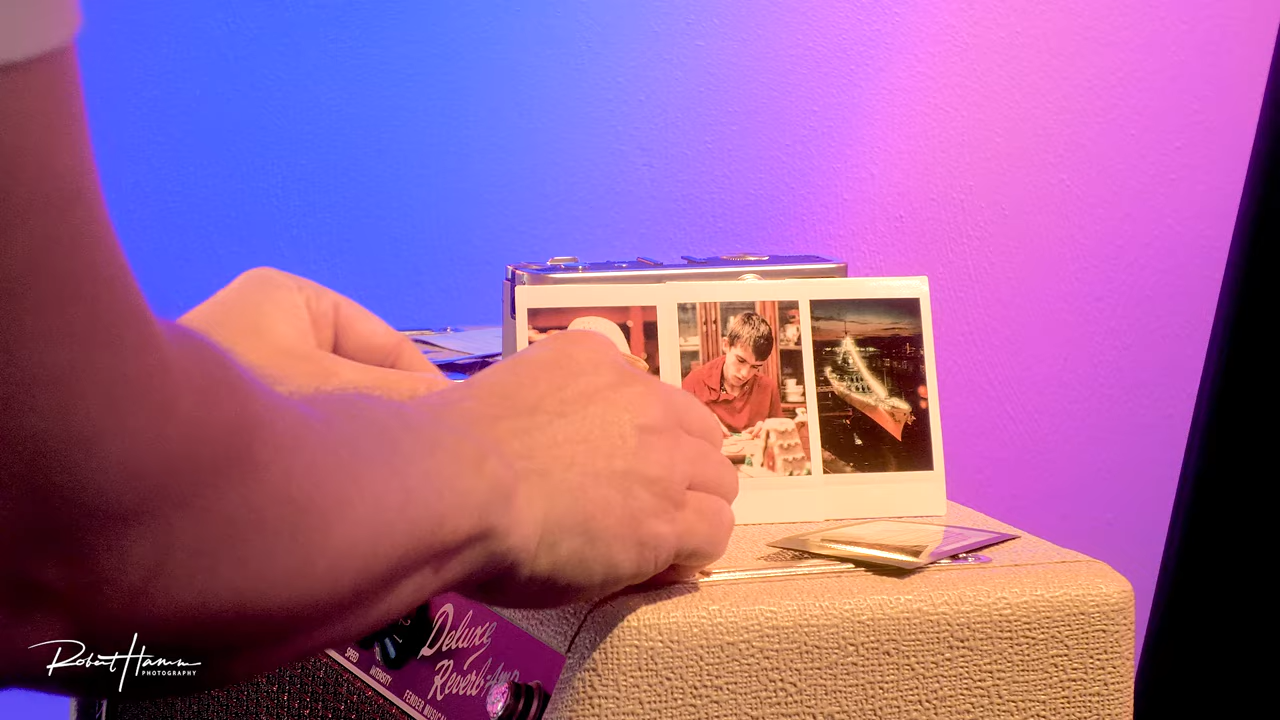 Deluxe
Reverb-Amp
SPEED
INTENSITY
FENDER MUSICAL
Robert Hamm
PHOTOGRAPHY